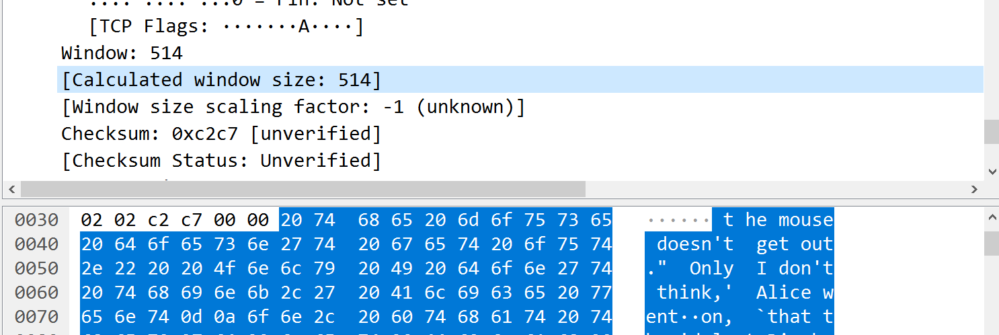 .... .... ...0 = Fin: Not set
[TCP Flags: ·······A····]
Window: 514
[Calculated window size: 514]
[Window size scaling factor: -1 (unknown)]
Checksum: 0xc2c7 [unverified]
[Checksum Status: Unverified]
0030 02 02 c2 c7 00 00 20 74 68 65 20 6d 6f 75 73 65 ······ t he mouse
0040 20 64 6f 65 73 6e 27 74 20 67 65 74 20 6f 75 74 doesn't get out
0050 2e 22 20 20 4f 6e 6c 79 20 49 20 64 6f 6e 27 74 ."  Only I don't
0060 20 74 68 69 6e 6b 2c 27 20 41 6c 69 63 65 20 77 think,' Alice w
0070 65 6e 74 0d 0a 6f 6e 2c 20 60 74 68 61 74 20 74 ent··on, `that t